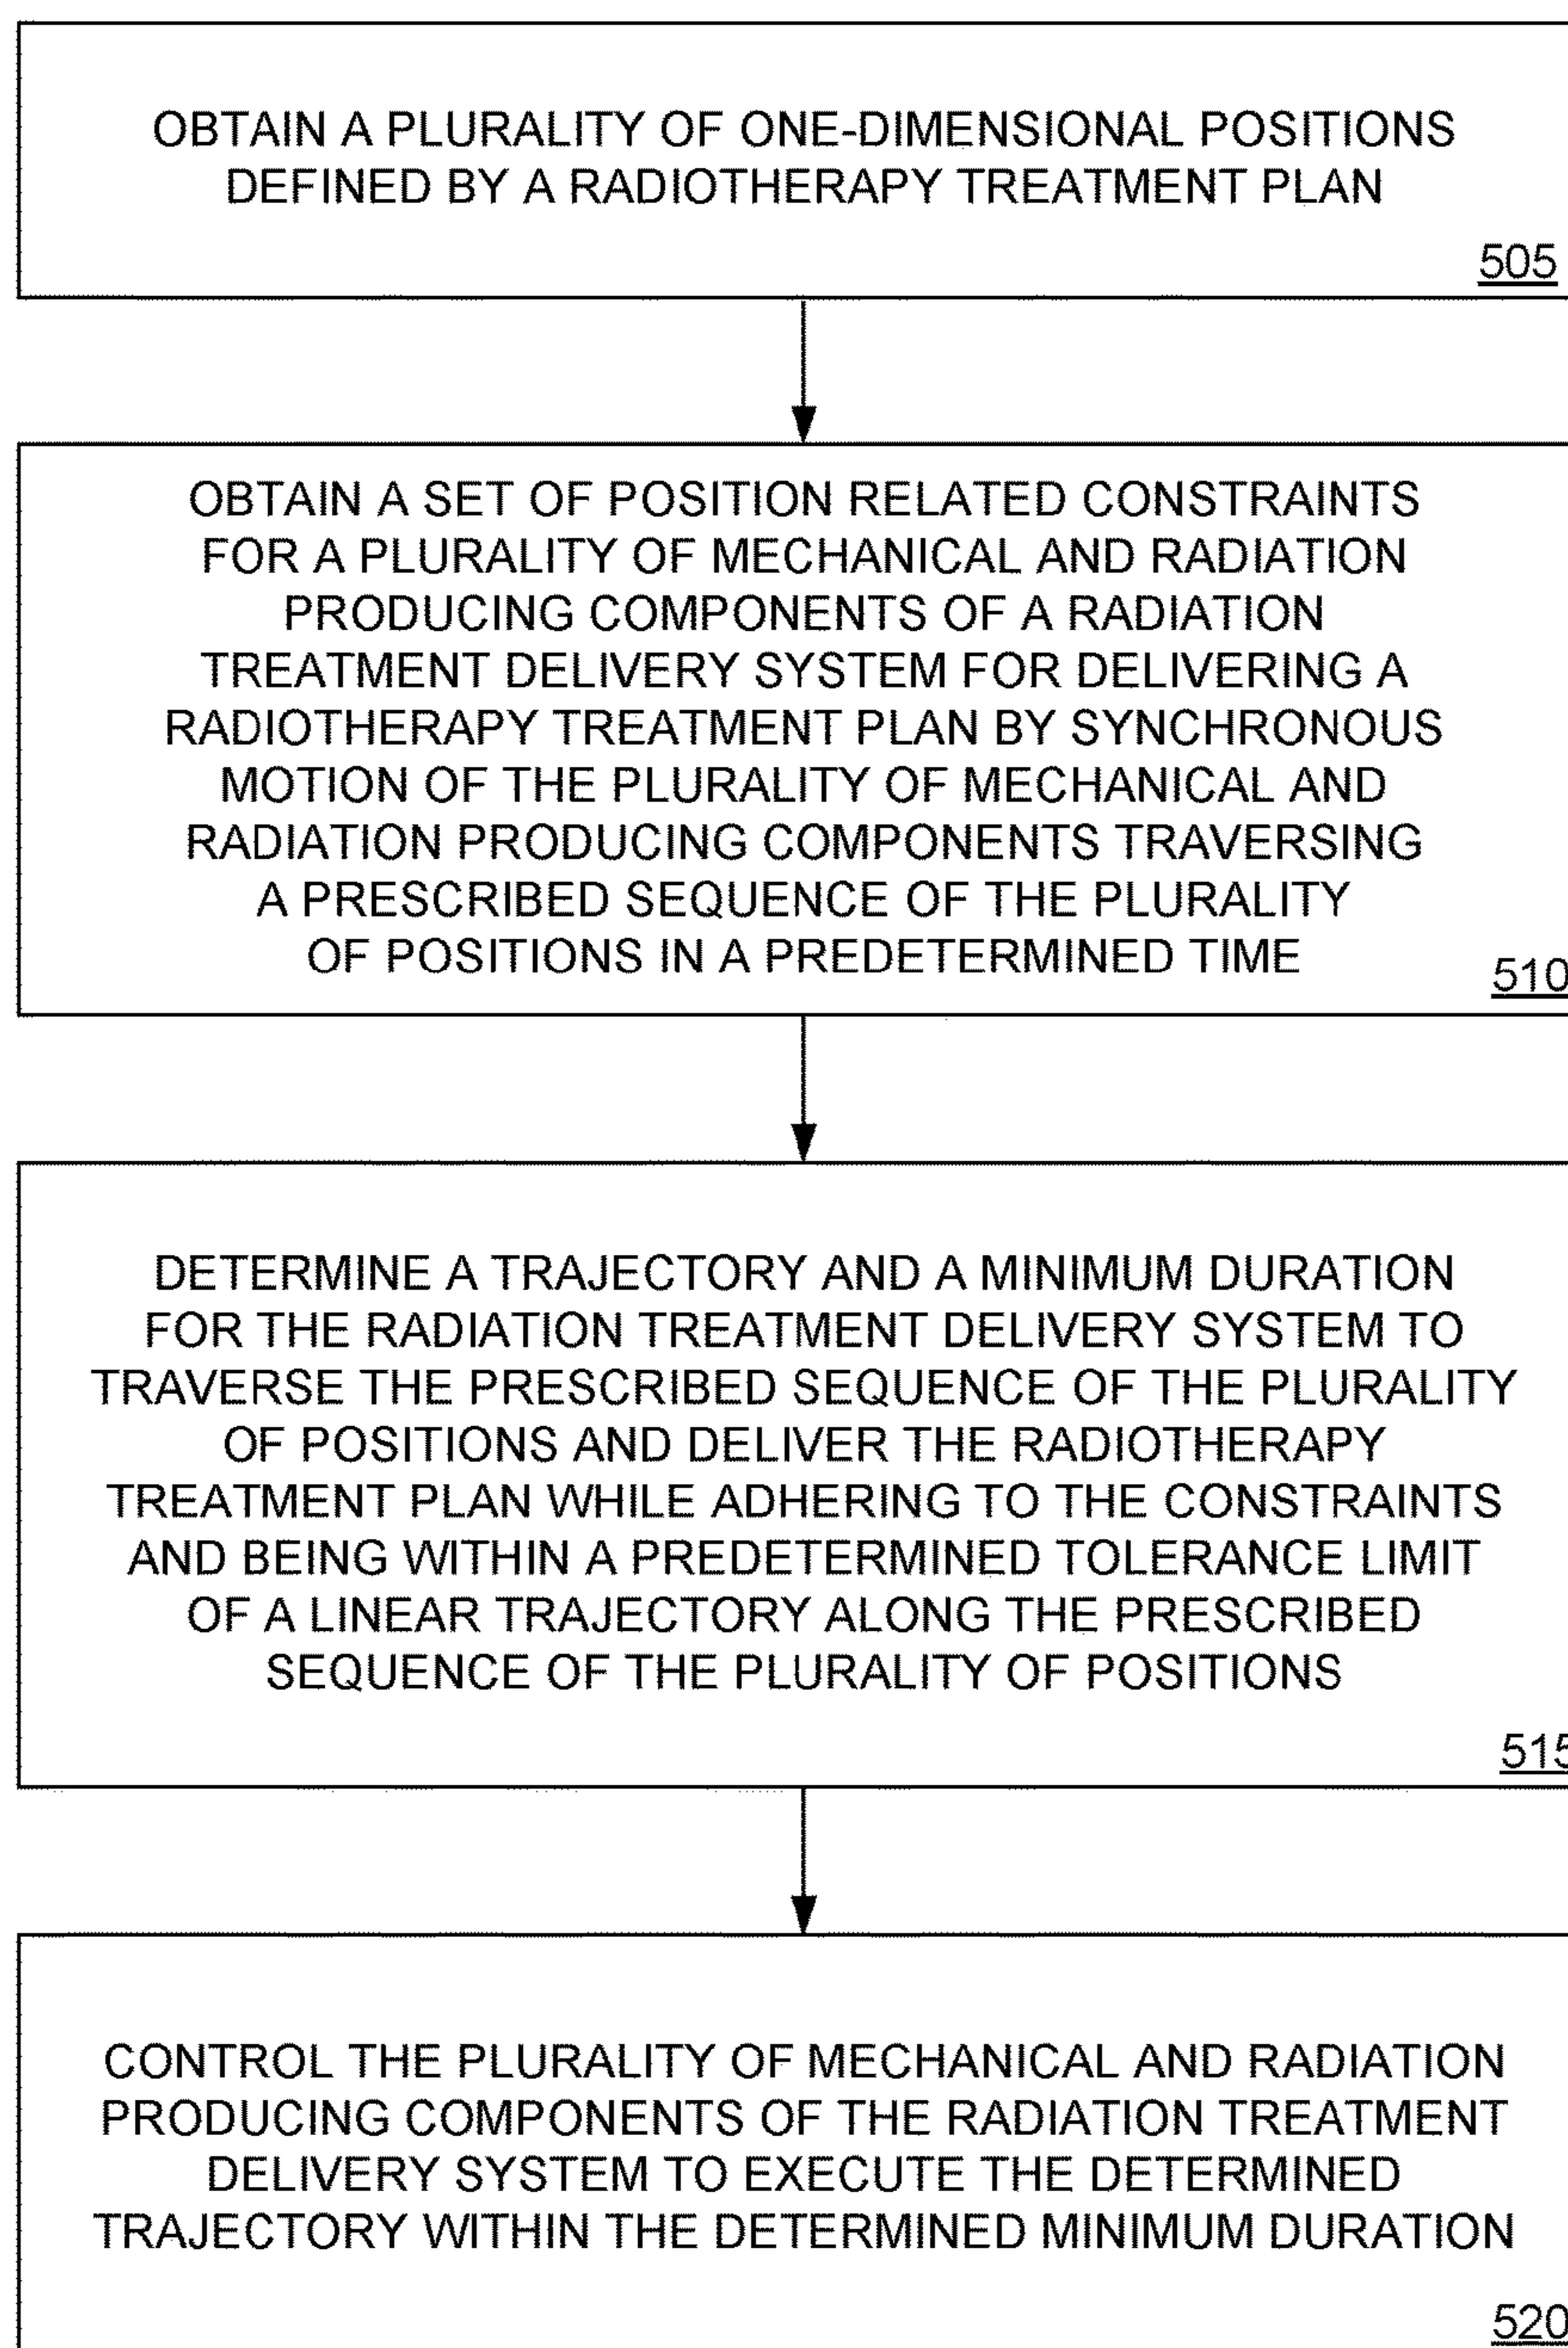 OBTAIN A PLURALITY OF ONE-DIMENSIONAL POSITIONS
DEFINED BY A RADIOTHERAPY TREATMENT PLAN
505
OBTAIN A SET OF POSITION RELATED CONSTRAINTS
FOR A PLURALITY OF MECHANICAL AND RADIATION
PRODUCING COMPONENTS OF A RADIATION
TREATMENT DELIVERY SYSTEM FOR DELIVERING A
RADIOTHERAPY TREATMENT PLAN BY SYNCHRONOUS
MOTION OF THE PLURALITY OF MECHANICAL AND
RADIATION PRODUCING COMPONENTS TRAVERSING
A PRESCRIBED SEQUENCE OF THE PLURALITY
OF POSITIONS IN A PREDETERMINED TIME
510
DETERMINE A TRAJECTORY AND A MINIMUM DURATION
FOR THE RADIATION TREATMENT DELIVERY SYSTEM TO
TRAVERSE THE PRESCRIBED SEQUENCE OF THE PLURALITY
OF POSITIONS AND DELIVER THE RADIOTHERAPY
TREATMENT PLAN WHILE ADHERING TO THE CONSTRAINTS
AND BEING WITHIN A PREDETERMINED TOLERANCE LIMIT
OF A LINEAR TRAJECTORY ALONG THE PRESCRIBED
SEQUENCE OF THE PLURALITY OF POSITIONS
515
CONTROL THE PLURALITY OF MECHANICAL AND RADIATION
PRODUCING COMPONENTS OF THE RADIATION TREATMENT
DELIVERY SYSTEM TO EXECUTE THE DETERMINED
TRAJECTORY WITHIN THE DETERMINED MINIMUM DURATION
520